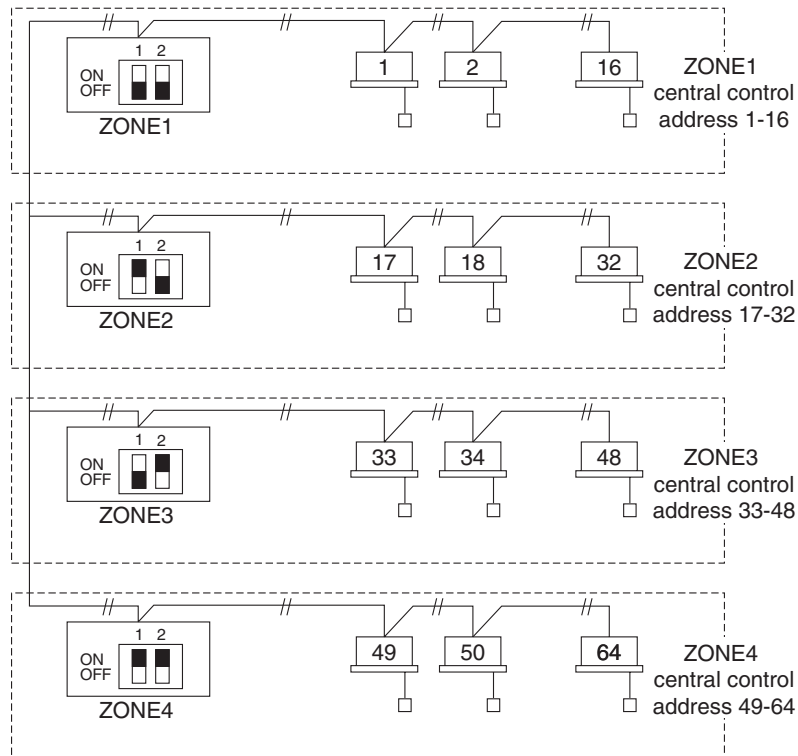 1 2
ON
OFF
ZONE1
1 2 16
ZONE1
central control
address 1-16
1 2
ON
OFF
ZONE2
17 18 32
ZONE2
central control
address 17-32
1 2
ON
OFF
ZONE3
33 34 48
ZONE3
central control
address 33-48
1 2
ON
OFF
ZONE4
49 50 64
ZONE4
central control
address 49-64